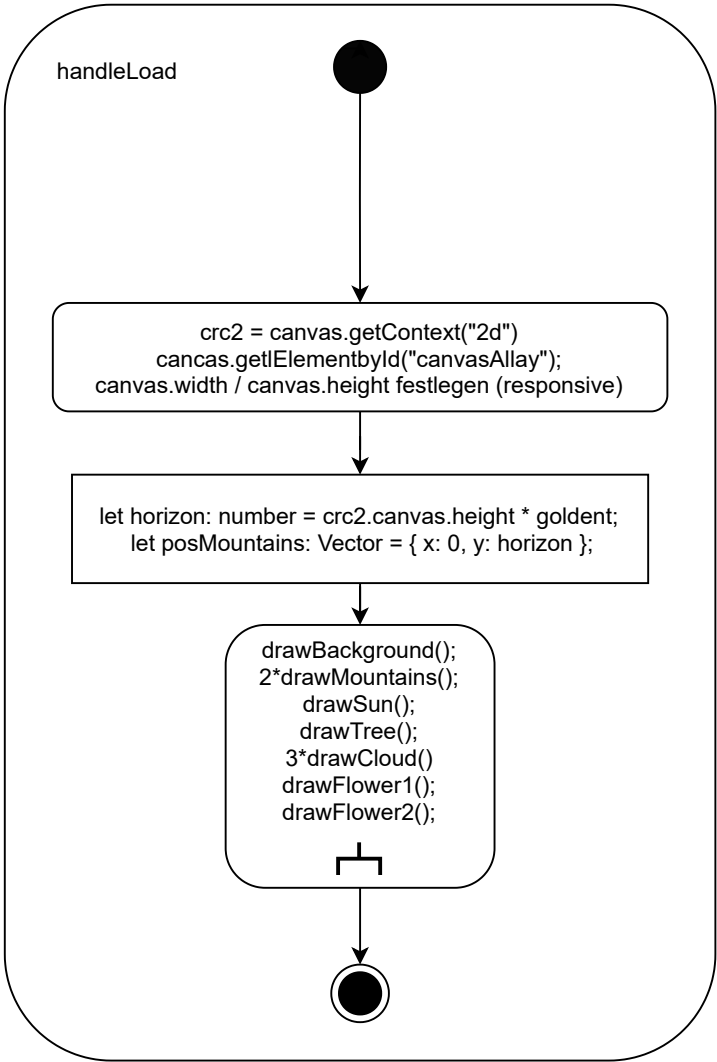 handleLoad
crc2 = canvas.getContext("2d")
cancas.getlElementbyId("canvasAllay");
canvas.width / canvas.height festlegen (responsive)
let horizon: number = crc2.canvas.height * goldent;
let posMountains: Vector = { x: 0, y: horizon };
drawBackground();
2*drawMountains();
drawSun();
drawTree();
3*drawCloud()
drawFlower1();
drawFlower2();